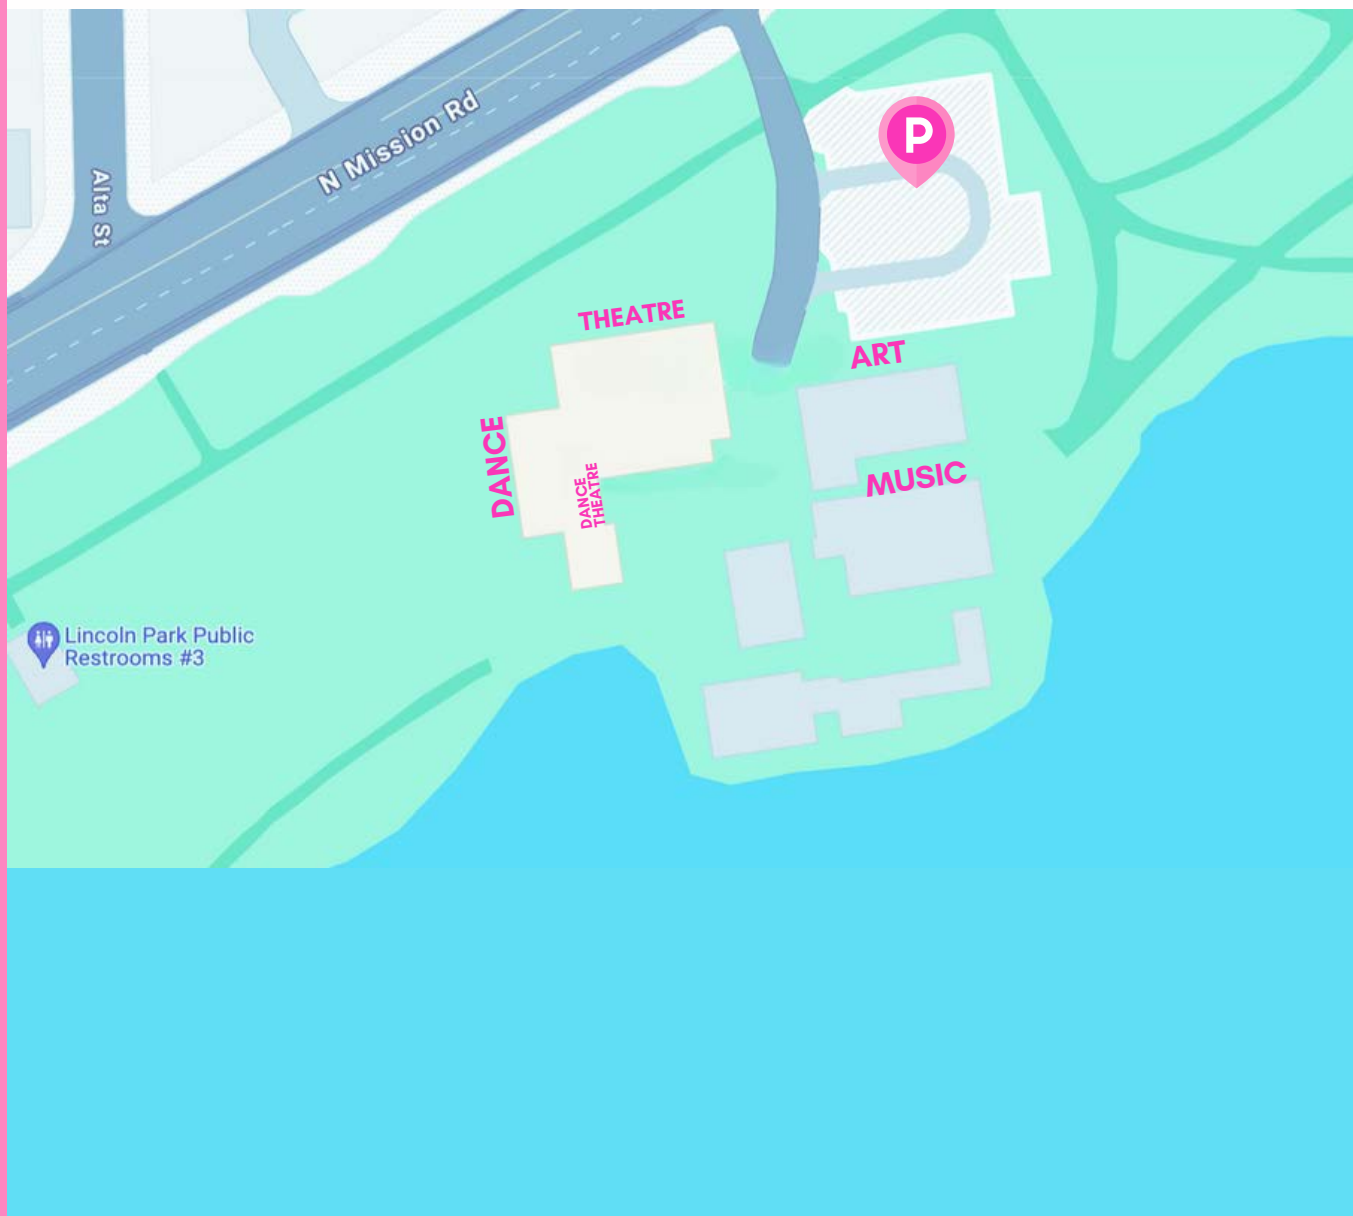 P
N Mission Rd
Alta St
THEATRE
ART
DANCE
MUSIC
DANCE
THEATRE
Lincoln Park Public
Restrooms #3